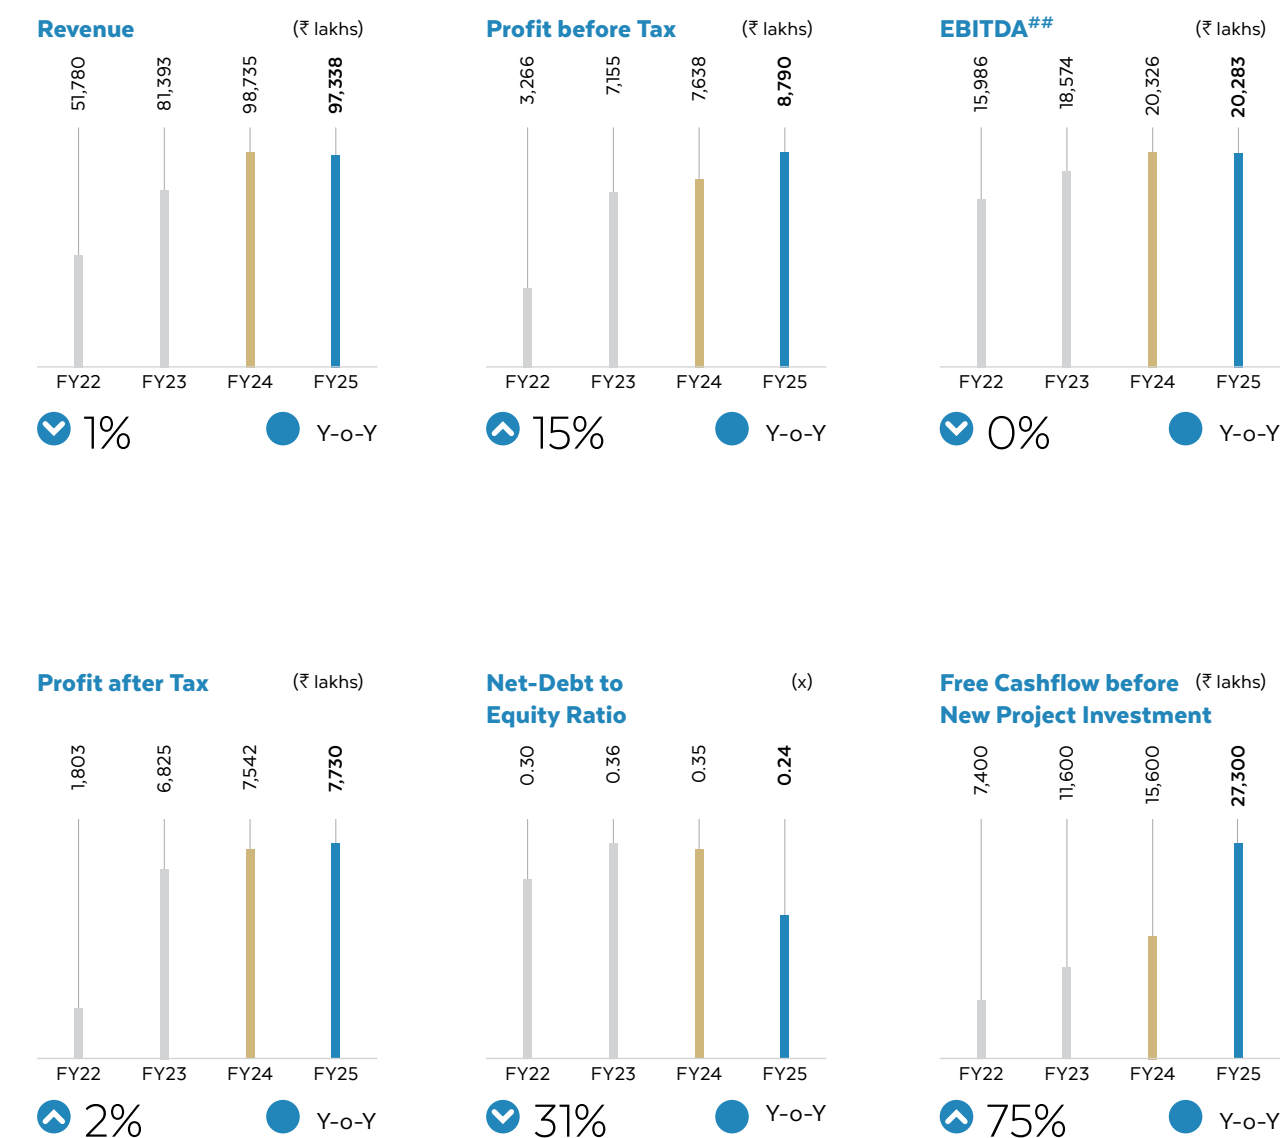 Revenue (₹ lakhs)
51,780 81,393 98,735 97,338
FY22 FY23 FY24 FY25
1% Y-o-Y
Profit before Tax (₹ lakhs)
3,266 7,155 7,638 8,790
FY22 FY23 FY24 FY25
15% Y-o-Y
EBITDA## (₹ lakhs)
15,986 18,574 20,326 20,283
FY22 FY23 FY24 FY25
0% Y-o-Y
Profit after Tax (₹ lakhs)
1,803 6,825 7,542 7,730
FY22 FY23 FY24 FY25
2% Y-o-Y
Net-Debt to (x)
Equity Ratio
0.30 0.36 0.35 0.24
FY22 FY23 FY24 FY25
31% Y-o-Y
Free Cashflow before (₹ lakhs)
New Project Investment
7,400 11,600 15,600 27,300
FY22 FY23 FY24 FY25
75% Y-o-Y